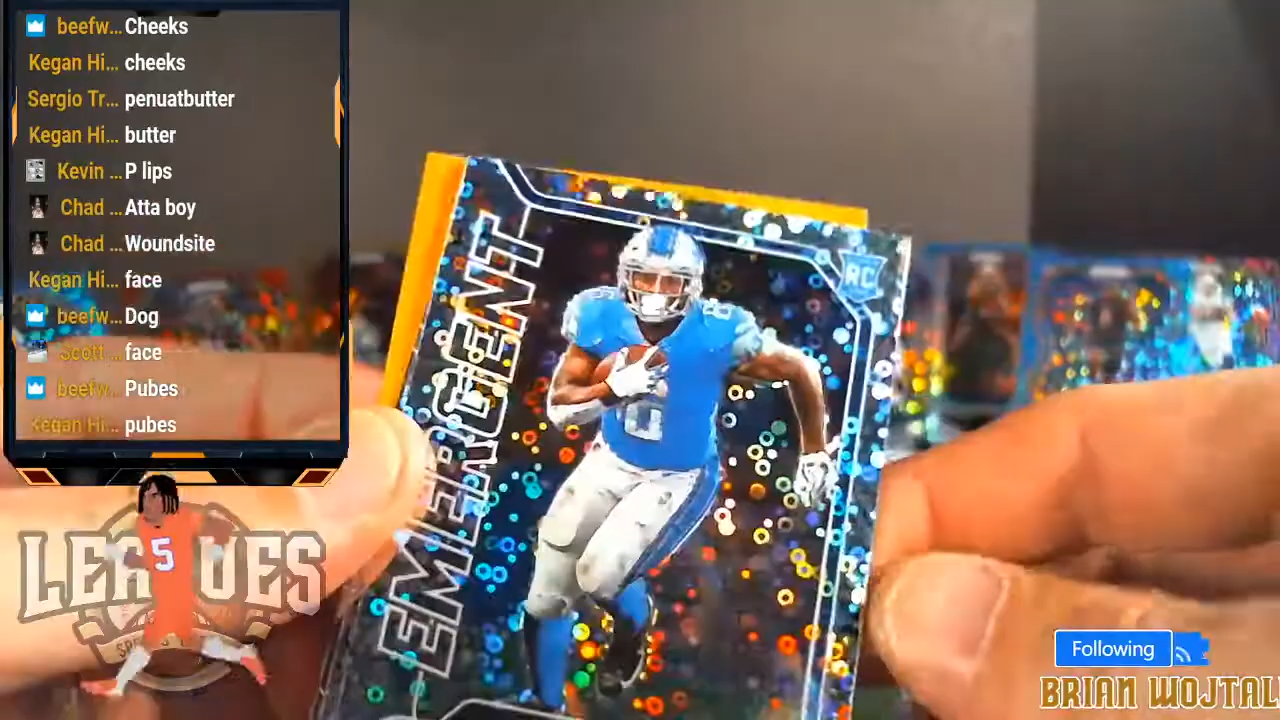 beefw... Cheeks
Kegan Hi... cheeks
Sergio Tr... penuatbutter
Kegan Hi... butter
Kevin ... P lips
Chad ... Atta boy
Chad ... Woundsite
Kegan Hi... face
beefw... Dog
Scott ... face
beefw... Pubes
Kegan Hi... pubes
EMERGENT
RC
5
Following
BRIAN WOJTAL